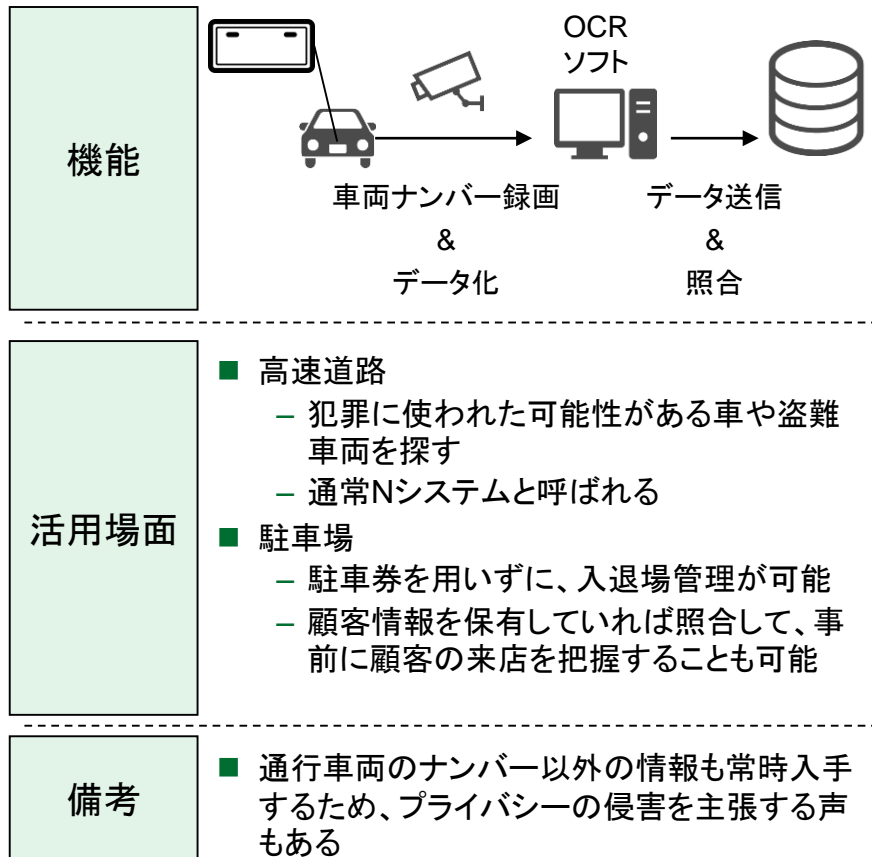 機能
OCR
ソフト
車両ナンバー録画
&
データ化
データ送信
&
照合
活用場面
■ 高速道路
– 犯罪に使われた可能性がある車や盗難
車両を探す
– 通常Nシステムと呼ばれる
■ 駐車場
– 駐車券を用いずに、入退場管理が可能
– 顧客情報を保有していれば照合して、事
前に顧客の来店を把握することも可能
備考
■ 通行車両のナンバー以外の情報も常時入手
するため、プライバシーの侵害を主張する声
もある